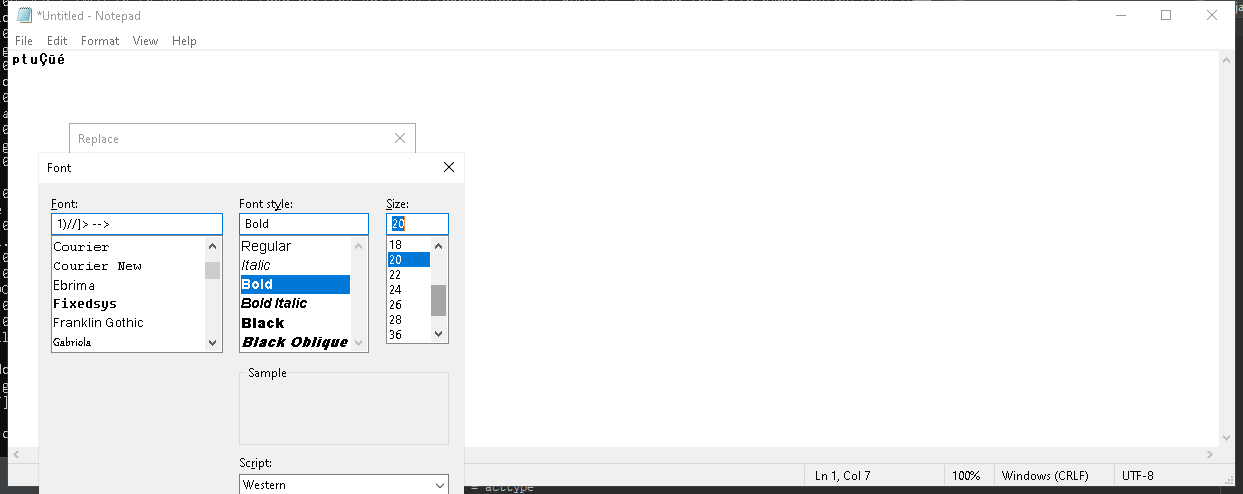 *Untitled - Notepad
File Edit Format View Help
ptuÇūé
Replace
Font
Font: Font style: Size:
1)//]> --> Bold 20
Courier
Courier New
Ebrima
Fixedsys
Franklin Gothic
Gabriola
Regular
Italic
Bold
Bold Italic
Black
Black Oblique
18
20
22
24
26
28
36
Sample
Script:
Western
Ln 1, Col 7 100% Windows (CRLF) UTF-8
= acctype